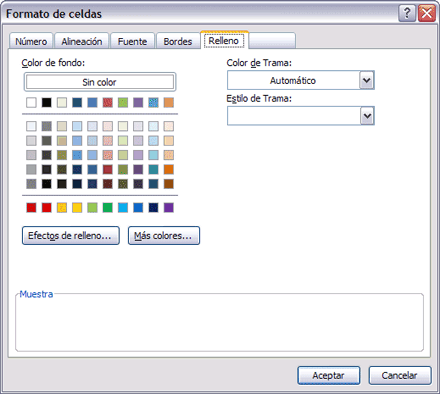 Formato de celdas
Número Alineación Fuente Bordes Relleno
Color de fondo:
Sin color
Efectos de relleno...
Más colores...
Color de Trama:
Automático
Estilo de Trama:
Muestra
Aceptar
Cancelar